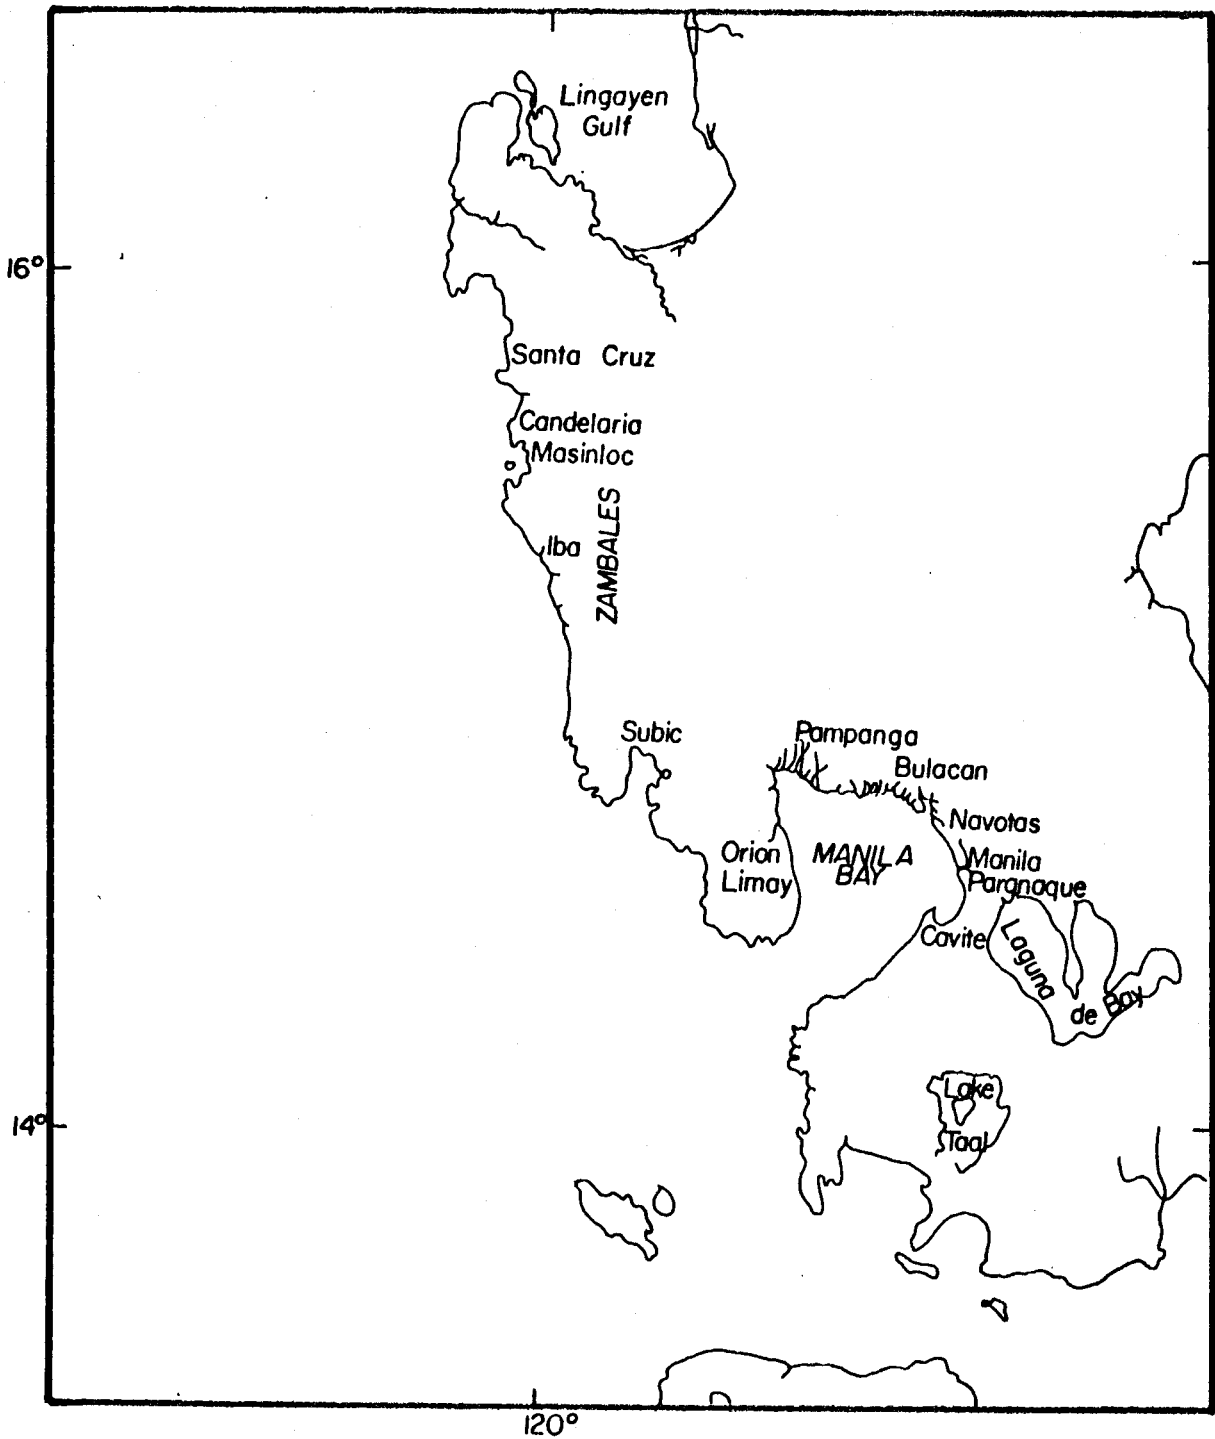 Lingayen
Gulf
16°
Santa Cruz
Candelaria
Masinloc
ZAMBALES
Iba
Subic
Pampanga
Bulacan
Navotas
Orion
Limay
MANILA
BAY
Manila
Paranaque
Cavite
Laguna
de Bay
Lake
Taal
14°
120°